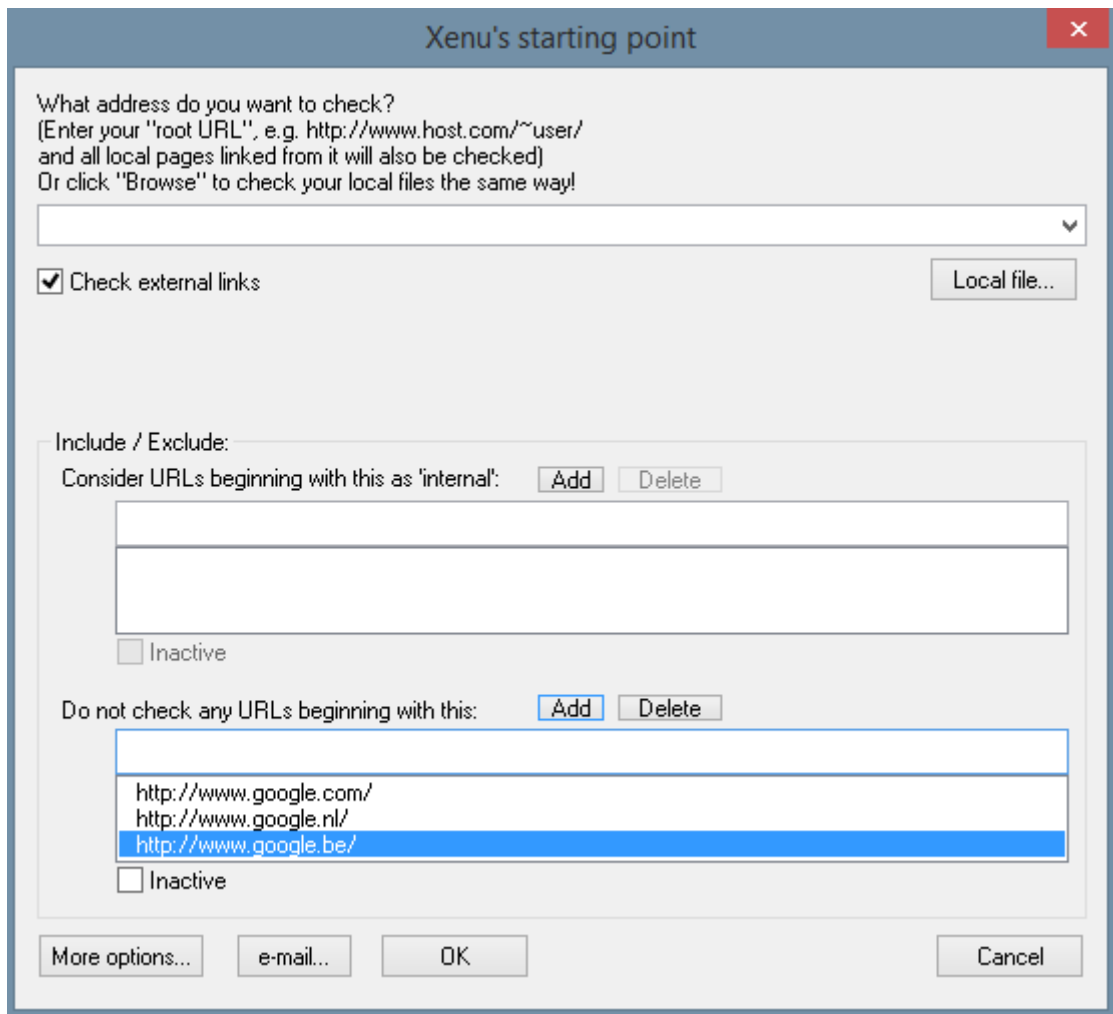 Xenu's starting point
What address do you want to check?
(Enter your "root URL", e.g. http://www.host.com/~user/
and all local pages linked from it will also be checked)
Or click "Browse" to check your local files the same way!
Check external links
Local file...
Include / Exclude:
Consider URLs beginning with this as 'internal': Add Delete
Inactive
Do not check any URLs beginning with this: Add Delete
http://www.google.com/
http://www.google.nl/
http://www.google.be/
Inactive
More options... e-mail... OK Cancel